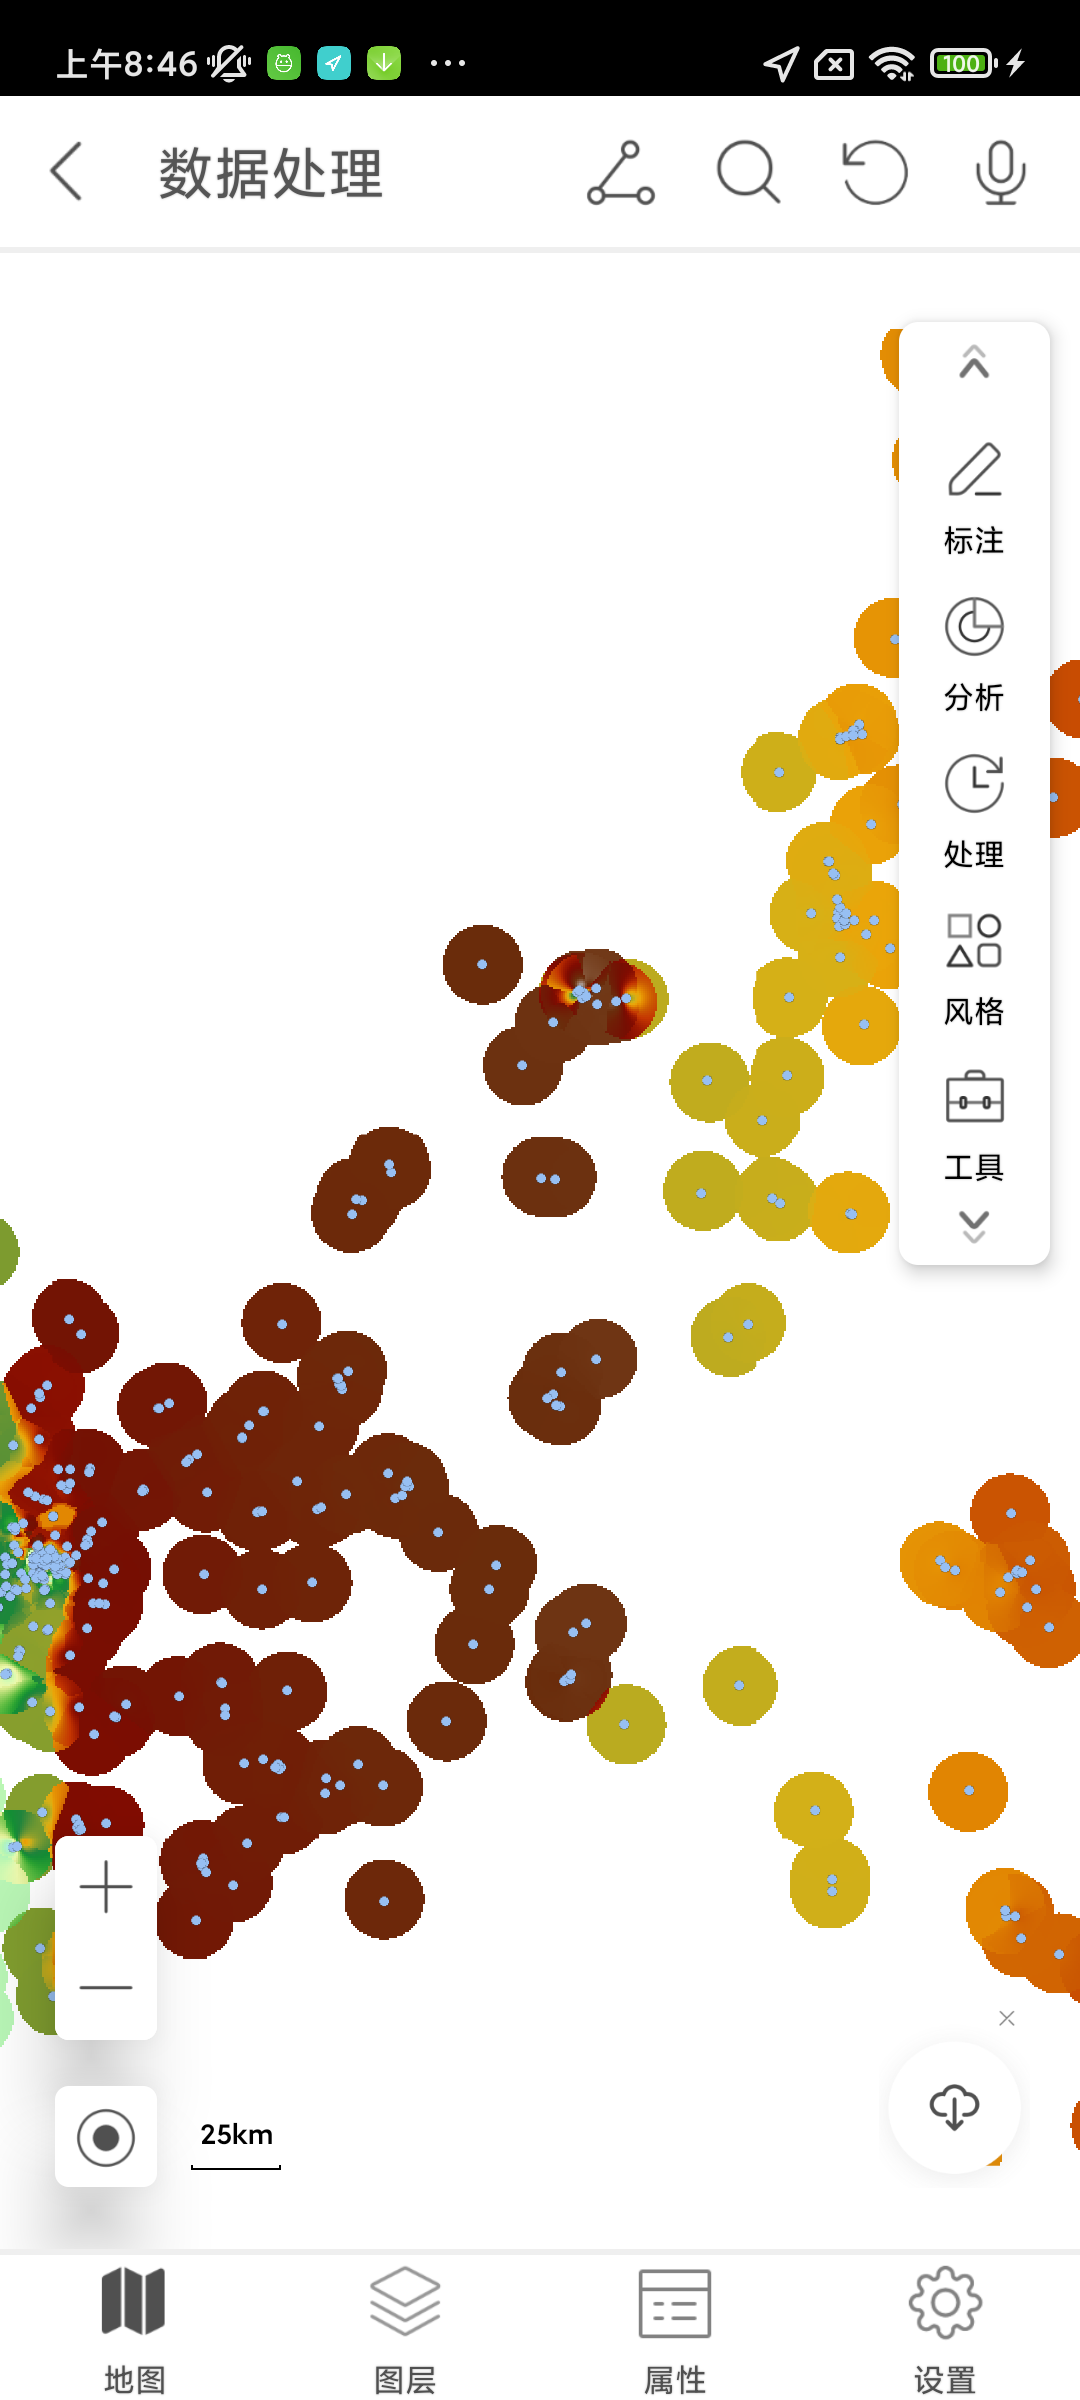 上午8:46 ... 100
数据处理
标注
分析
处理
风格
工具
25km
地图 图层 属性 设置